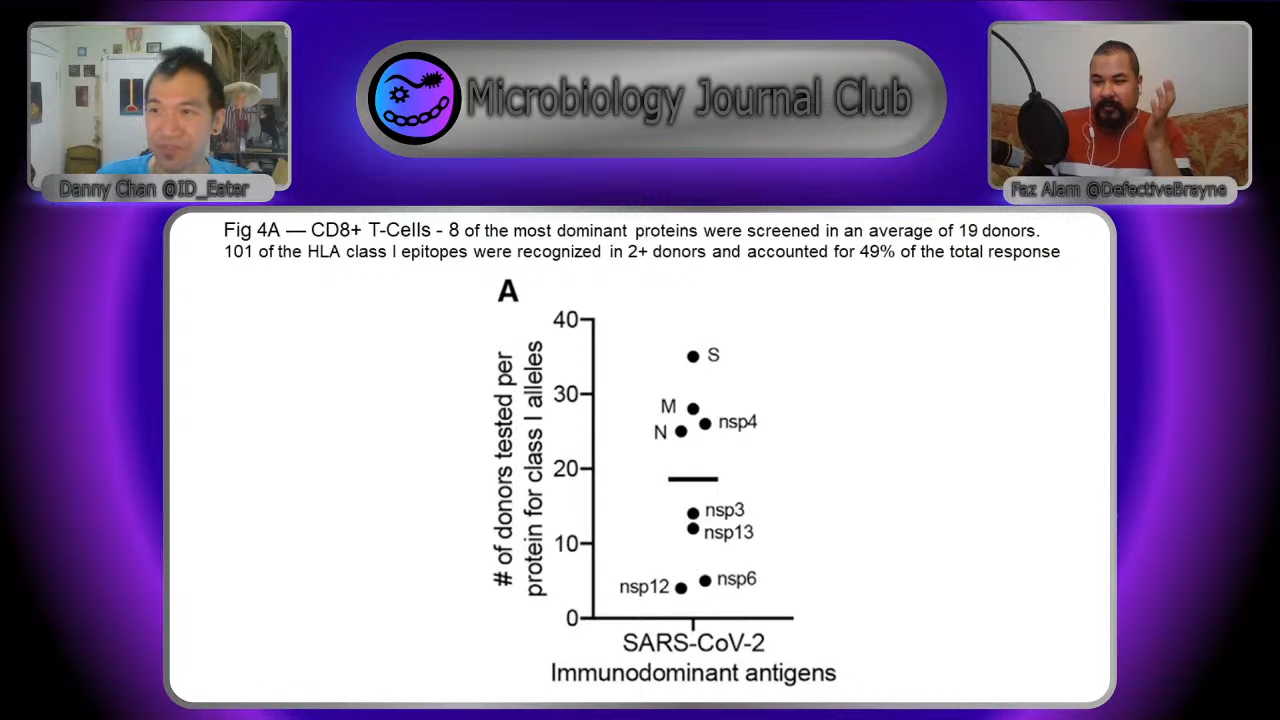 Microbiology Journal Club
Danny Chan @ID_Eater
Faz Alam @DefectiveBrayne
Fig 4A — CD8+ T-Cells - 8 of the most dominant proteins were screened in an average of 19 donors.
101 of the HLA class I epitopes were recognized in 2+ donors and accounted for 49% of the total response
A
# of donors tested per
protein for class I alleles
40
30
20
10
0
S
M
nsp4
N
nsp3
nsp13
nsp6
nsp12
SARS-CoV-2
Immunodominant antigens